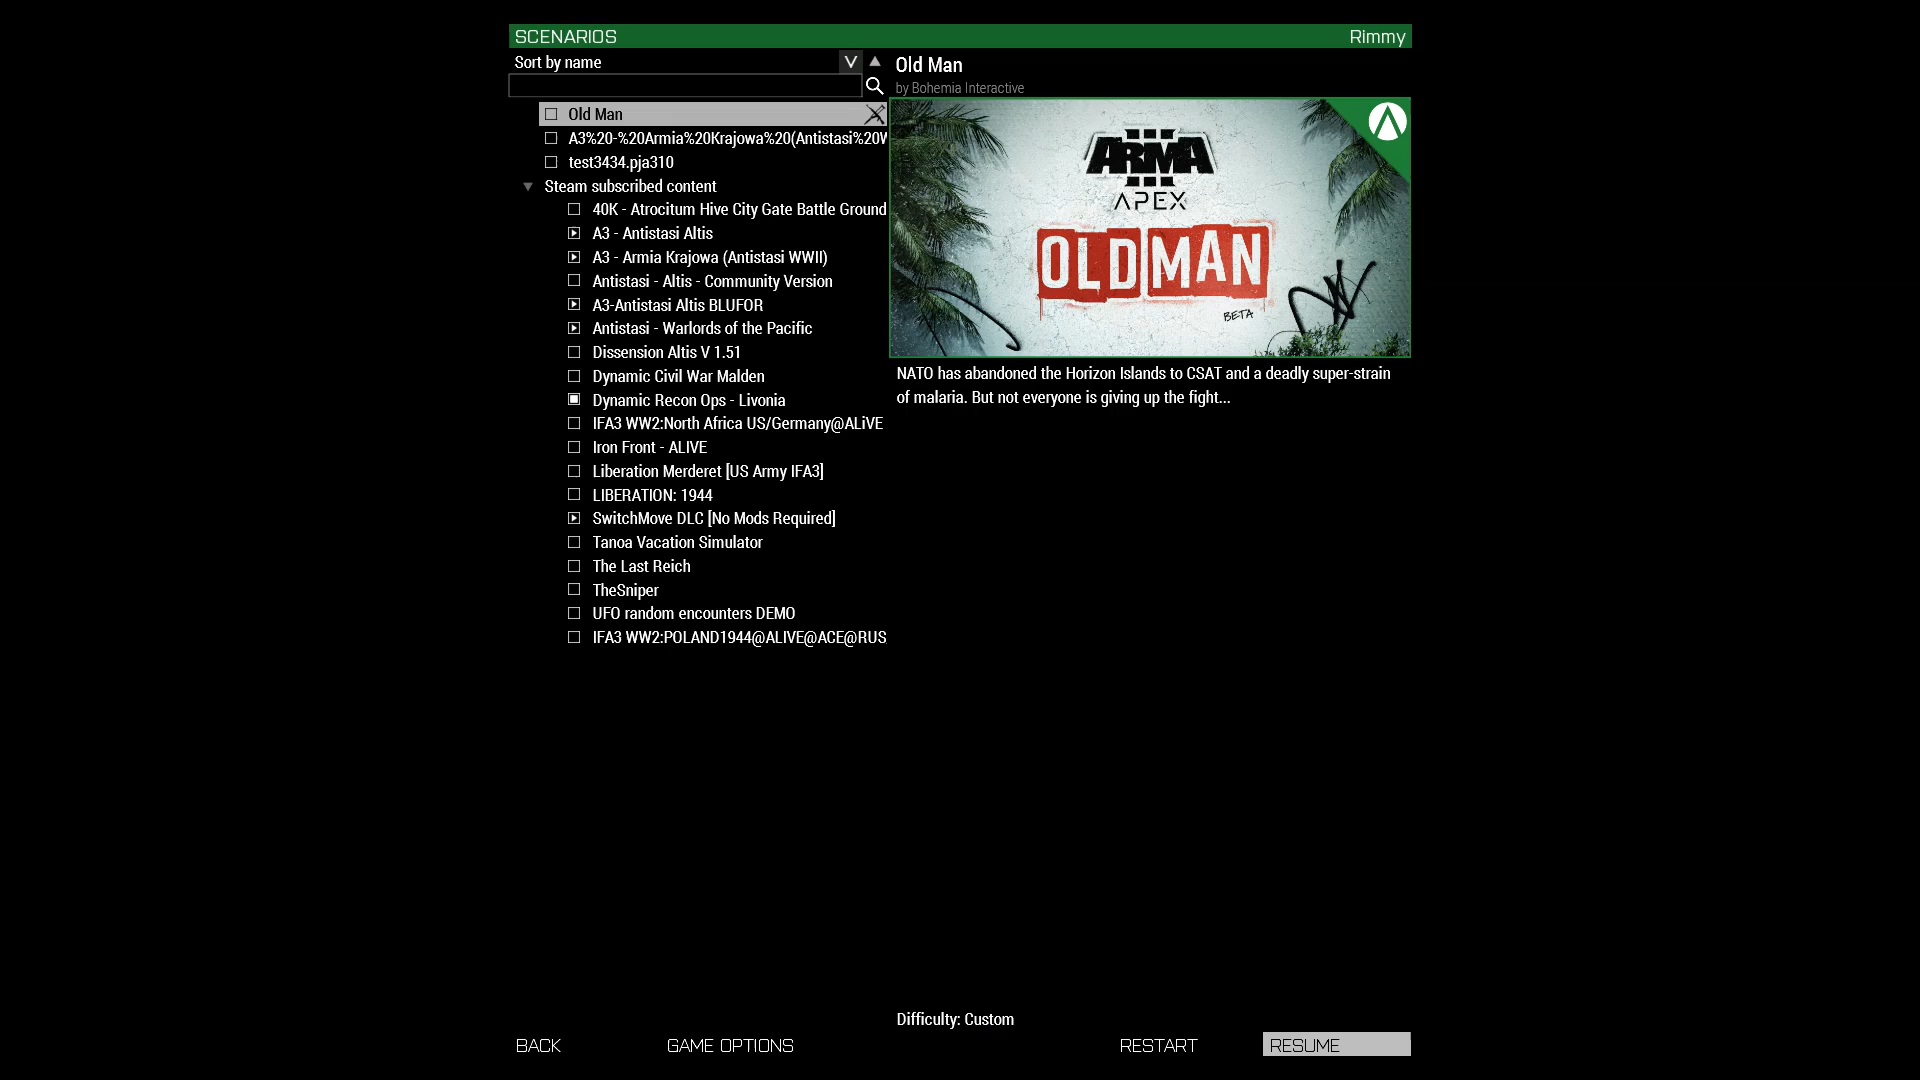 SCENARIOS
Rimmy
Sort by name
Old Man
A3%20-%20Armia%20Krajowa%20(Antistasi%20W
test3434.pja310
Steam subscribed content
40K - Atrocitum Hive City Gate Battle Ground
A3 - Antistasi Altis
A3 - Armia Krajowa (Antistasi WWII)
Antistasi - Altis - Community Version
A3-Antistasi Altis BLUFOR
Antistasi - Warlords of the Pacific
Dissension Altis V 1.51
Dynamic Civil War Malden
Dynamic Recon Ops - Livonia
IFA3 WW2:North Africa US/Germany@ALiVE
Iron Front - ALIVE
Liberation Merderet [US Army IFA3]
LIBERATION: 1944
SwitchMove DLC [No Mods Required]
Tanoa Vacation Simulator
The Last Reich
TheSniper
UFO random encounters DEMO
IFA3 WW2:POLAND1944@ALIVE@ACE@RUS
Old Man
by Bohemia Interactive
ARMA
III
APEX
OLD MAN
BETA
NATO has abandoned the Horizon Islands to CSAT and a deadly super-strain
of malaria. But not everyone is giving up the fight...
Difficulty: Custom
BACK
GAME OPTIONS
RESTART
RESUME